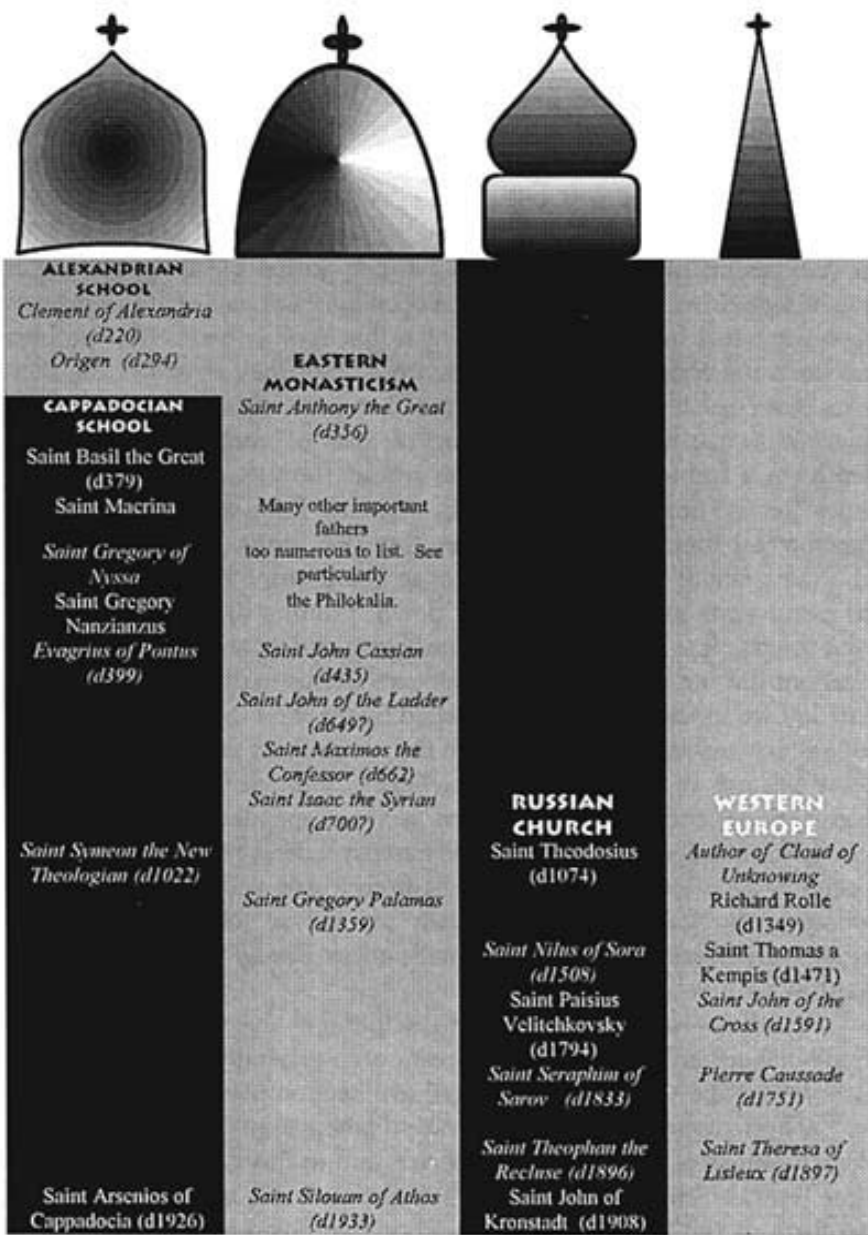 ALEXANDRIAN
SCHOOL
Clement of Alexandria
(d220)
Origen (d294)
CAPPADOCIAN
SCHOOL
Saint Basil the Great
(d379)
Saint Macrina
Saint Gregory of
Nyssa
Saint Gregory
Nanzianzus
Evagrius of Pontus
(d399)
Saint Symeon the New
Theologian (d1022)
Saint Arsenios of
Cappadocia (d1926)
EASTERN
MONASTICISM
Saint Anthony the Great
(d356)
Many other important
fathers
too numerous to list. See
particularly
the Philokalia.
Saint John Cassian
(d435)
Saint John of the Ladder
(d649?)
Saint Maximos the
Confessor (d662)
Saint Isaac the Syrian
(d700?)
Saint Gregory Palamas
(d1359)
Saint Silouan of Athos
(d1933)
RUSSIAN
CHURCH
Saint Theodosius
(d1074)
Saint Nilus of Sora
(d1508)
Saint Paisius
Velitchkovsky
(d1794)
Saint Seraphim of
Sarov (d1833)
Saint Theophan the
Recluse (d1896)
Saint John of
Kronstadt (d1908)
WESTERN
EUROPE
Author of Cloud of
Unknowing
Richard Rolle
(d1349)
Saint Thomas a
Kempis (d1471)
Saint John of the
Cross (d1591)
Pierre Caussade
(d1751)
Saint Theresa of
Lisieux (d1897)